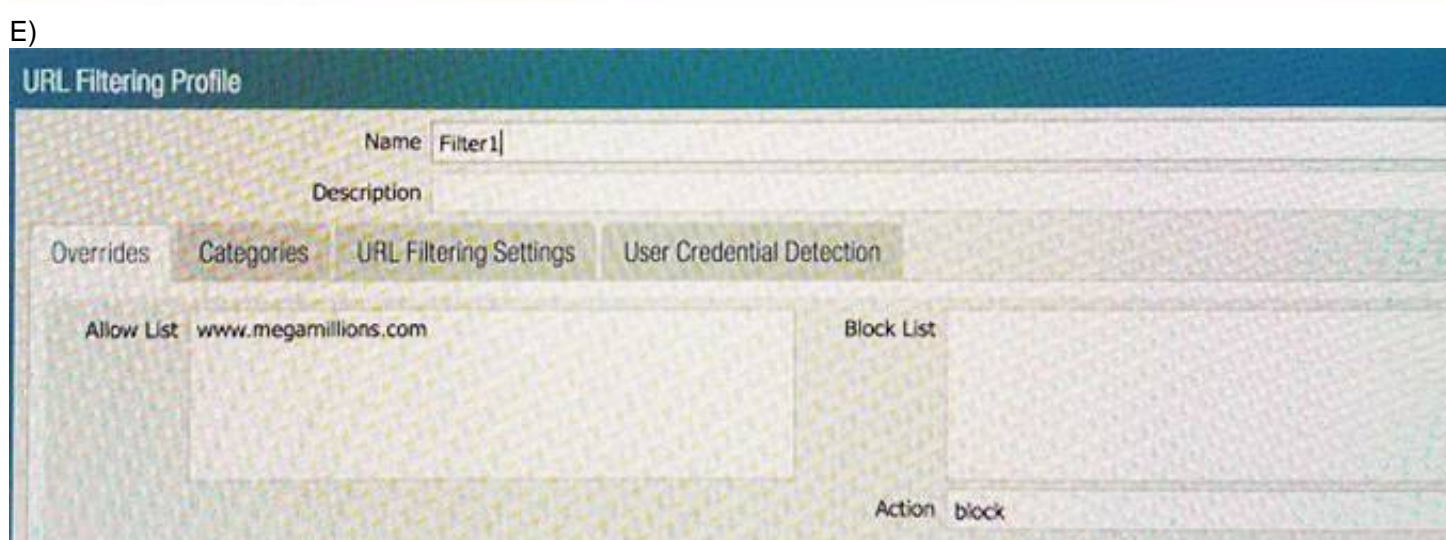 E)
URL Filtering Profile
Name Filter1
Description
Overrides Categories URL Filtering Settings User Credential Detection
Allow List www.megamillions.com Block List
Action block